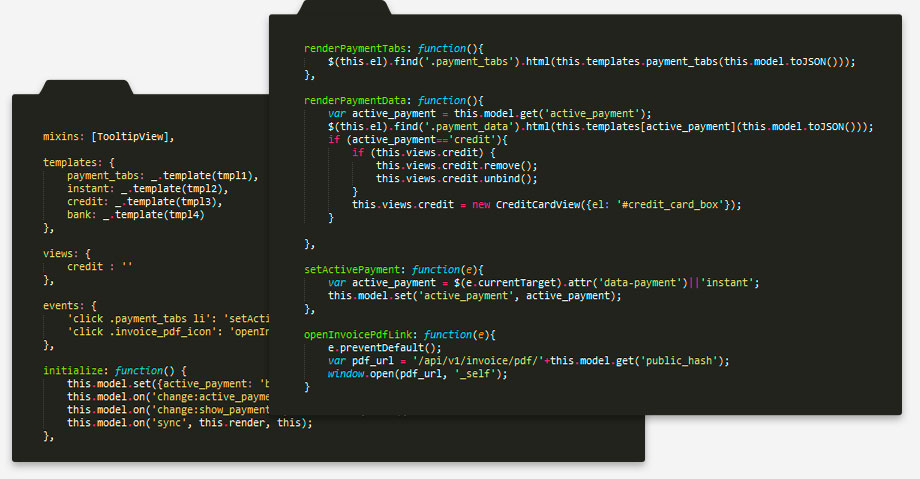 renderPaymentTabs: function(){
$(this.el).find('.payment_tabs').html(this.templates.payment_tabs(this.model.toJSON()));
},
renderPaymentData: function(){
var active_payment = this.model.get('active_payment');
$(this.el).find('.payment_data').html(this.templates[active_payment](this.model.toJSON()));
if (active_payment=='credit'){
if (this.views.credit) {
this.views.credit.remove();
this.views.credit.unbind();
}
this.views.credit = new CreditCardView({el: '#credit_card_box'});
}
},
setActivePayment: function(e){
var active_payment = $(e.currentTarget).attr('data-payment')||'instant';
this.model.set('active_payment', active_payment);
},
openInvoicePdfLink: function(e){
e.preventDefault();
var pdf_url = '/api/v1/invoice/pdf/'+this.model.get('public_hash');
window.open(pdf_url, '_self');
}
mixins: [TooltipView],
templates: {
payment_tabs: _.template(tmpl1),
instant: _.template(tmpl2),
credit: _.template(tmpl3),
bank: _.template(tmpl4)
},
views: {
credit : ''
},
events: {
'click .payment_tabs li': 'setActi
'click .invoice_pdf_icon': 'openIn
},
initialize: function() {
this.model.set({active_payment: 'b
this.model.on('change:active_payme
this.model.on('change:show_payment
this.model.on('sync', this.render, this);
},